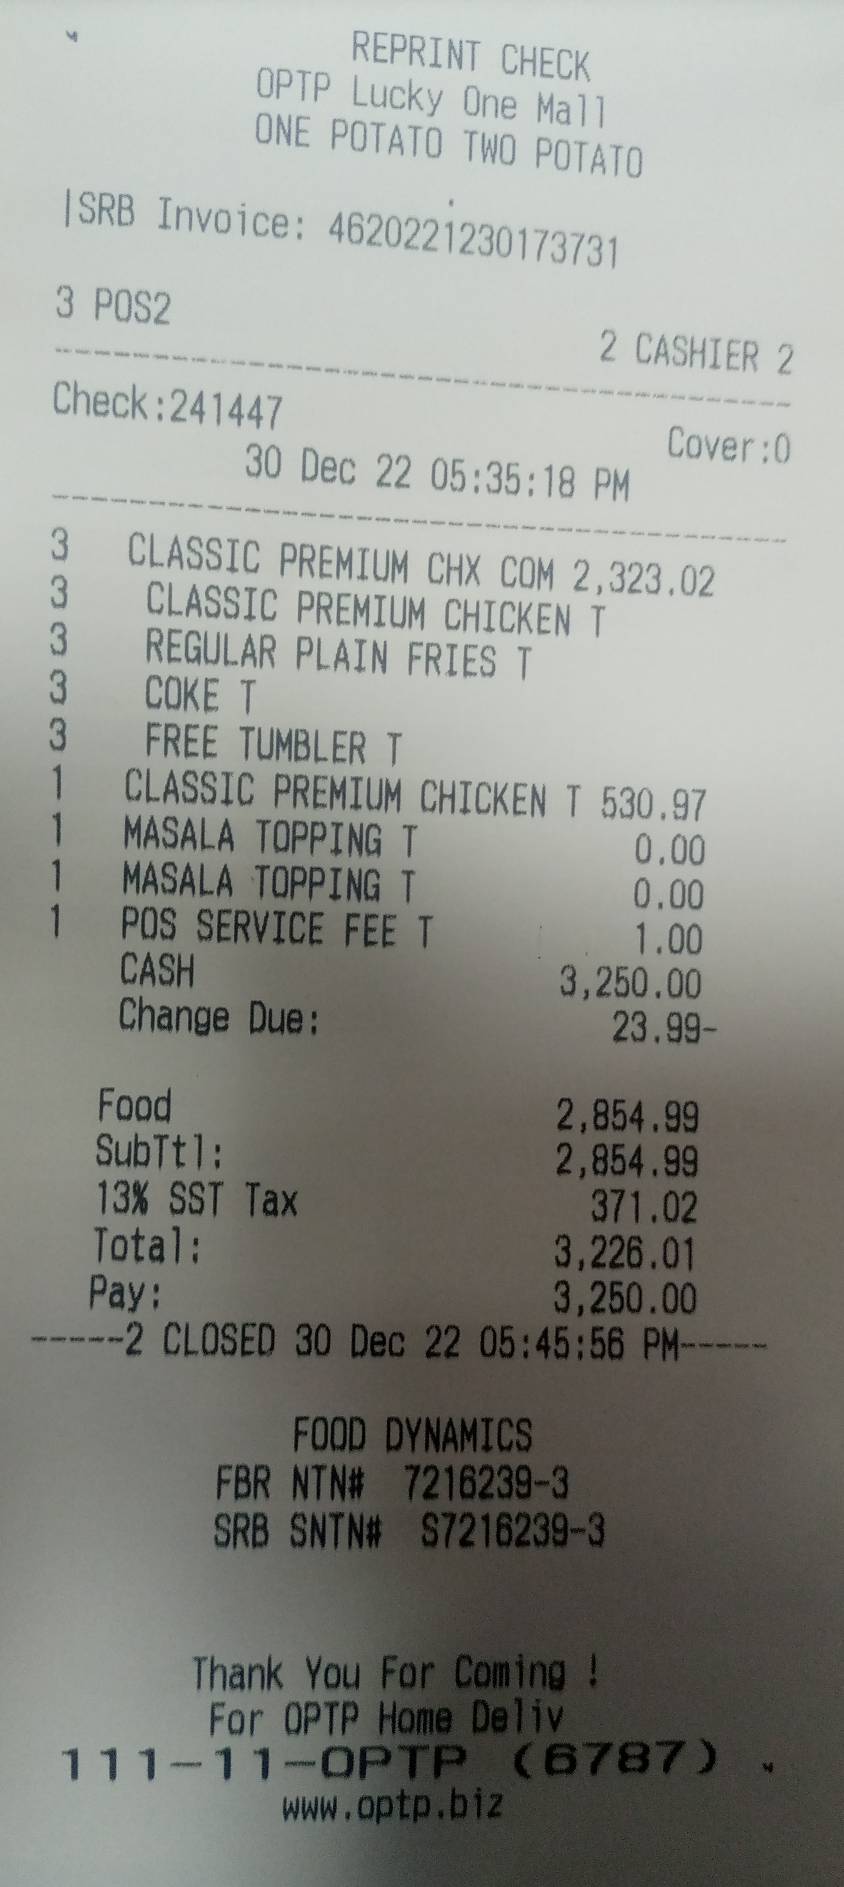 REPRINT CHECK
OPTP Lucky One Mall
ONE POTATO TWO POTATO
|SRB Invoice: 4620221230173731
3 POS2 2 CASHIER 2
Check:241447 Cover:0
30 Dec 22 05:35:18 PM
3 CLASSIC PREMIUM CHX COM 2,323.02
3 CLASSIC PREMIUM CHICKEN T
3 REGULAR PLAIN FRIES T
3 COKE T
3 FREE TUMBLER T
1 CLASSIC PREMIUM CHICKEN T 530.97
1 MASALA TOPPING T 0.00
1 MASALA TOPPING T 0.00
1 POS SERVICE FEE T 1.00
CASH 3,250.00
Change Due: 23.99-
Food 2,854.99
SubTtl: 2,854.99
13% SST Tax 371.02
Total: 3,226.01
Pay: 3,250.00
-----2 CLOSED 30 Dec 22 05:45:56 PM-----
FOOD DYNAMICS
FBR NTN# 7216239-3
SRB SNTN# S7216239-3
Thank You For Coming !
For OPTP Home Deliv
111-11-OPTP (6787)
www.optp.biz